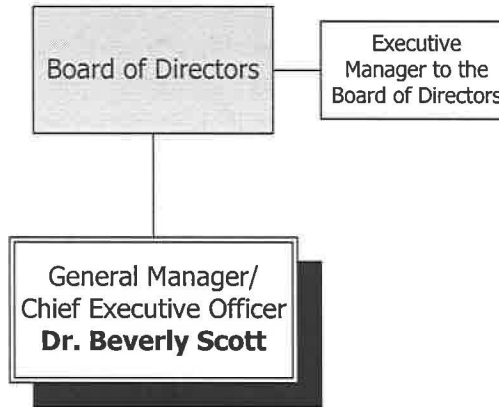 Board of Directors
Executive
Manager to the
Board of Directors
General Manager/
Chief Executive Officer
Dr. Beverly Scott